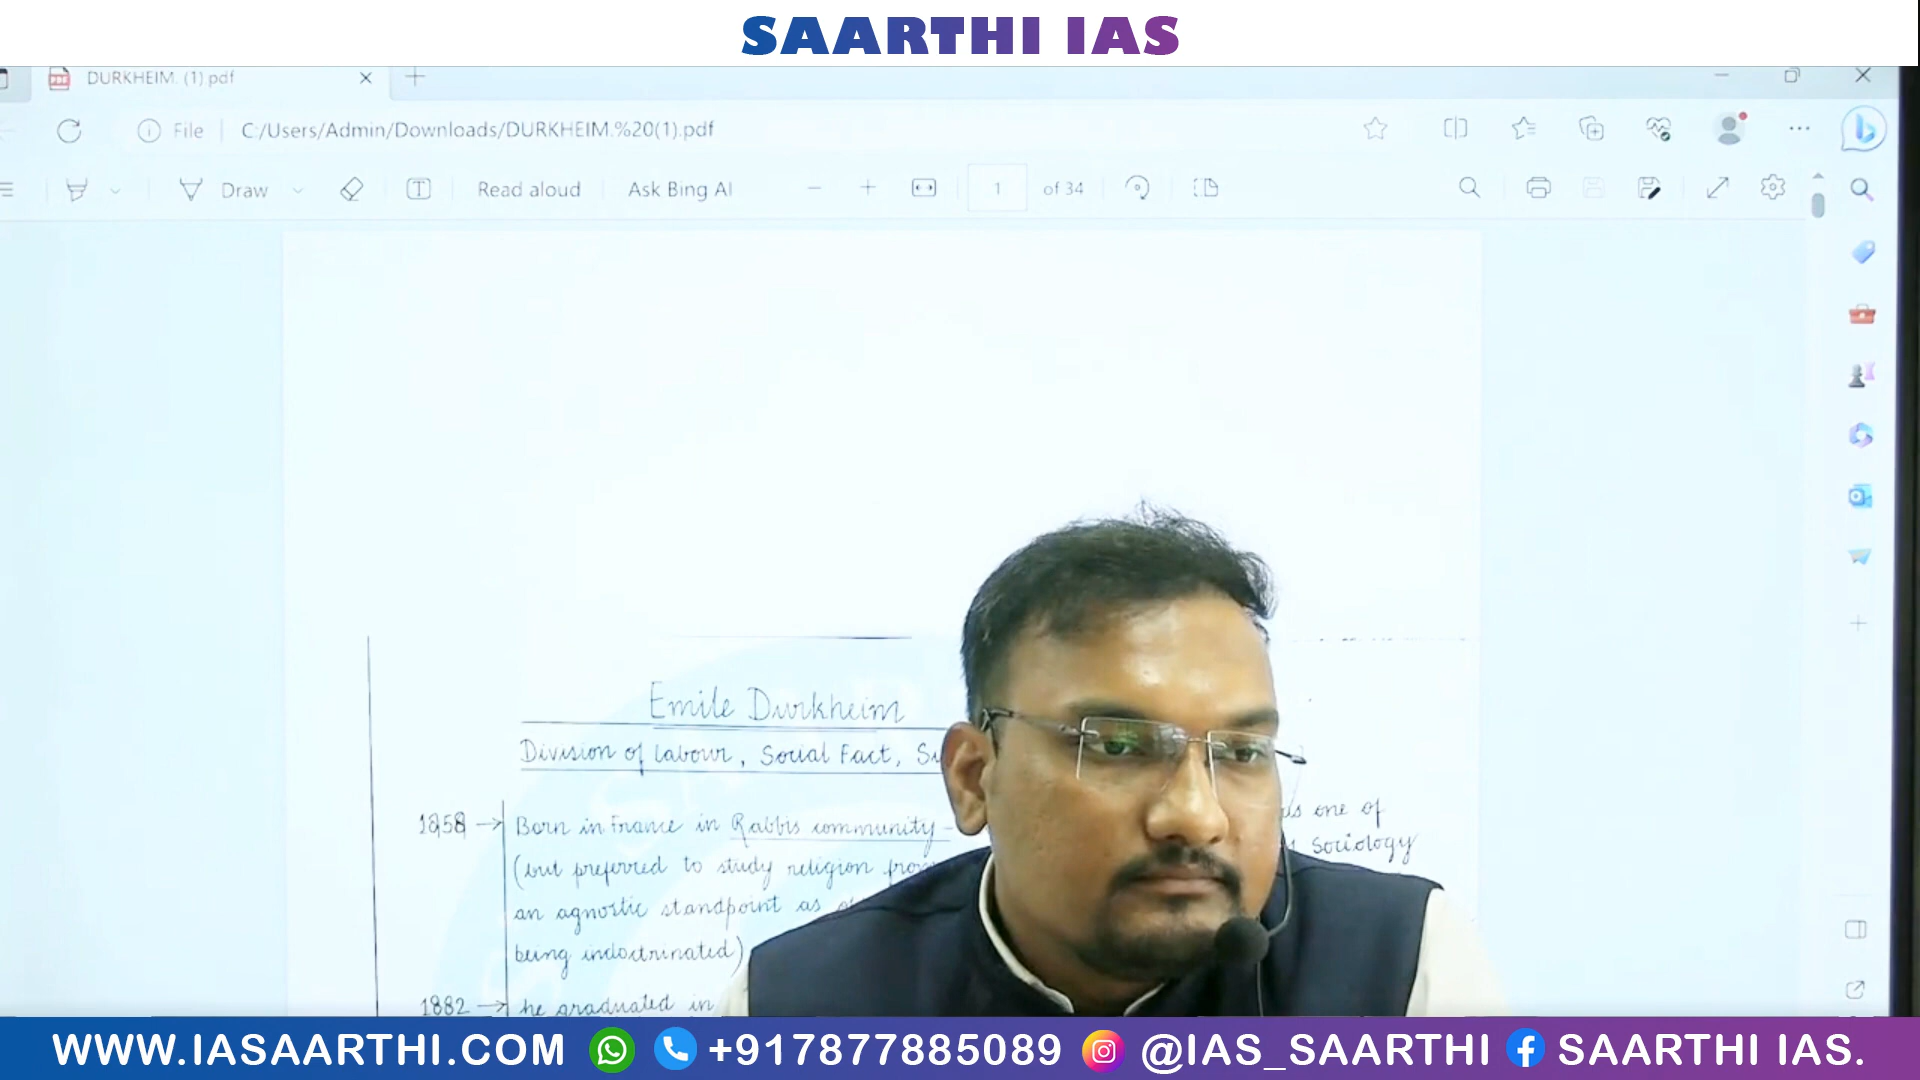 SAARTHI IAS
DURKHEIM. (1).pdf
File C:/Users/Admin/Downloads/DURKHEIM.%20(1).pdf
Draw Read aloud Ask Bing AI 1 of 34
Emile Durkheim
Division of Labour, Social Fact,
1858 → Born in France in Rabbis community - one of
(but preferred to study religion Sociology
an agnostic standpoint as
being indoctrinated)
1882 → he graduated in
WWW.IASAARTHI.COM +917877885089 @IAS_SAARTHI SAARTHI IAS.